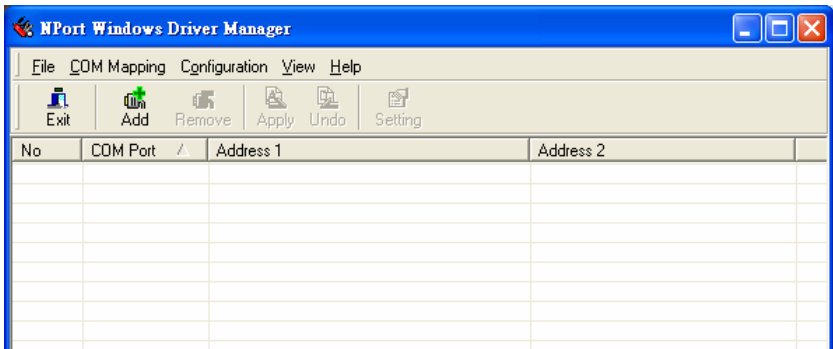 NPort Windows Driver Manager
File COM Mapping Configuration View Help
Exit Add Remove Apply Undo Setting
No COM Port Address 1 Address 2